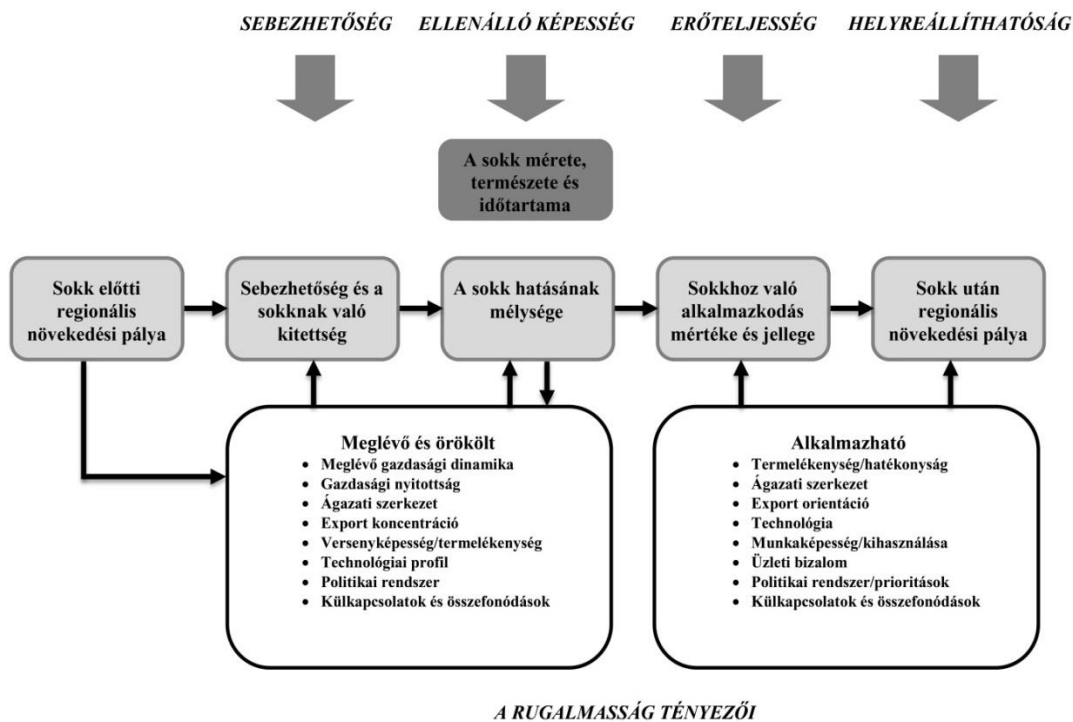 SEBEZHETŐSÉG
ELLENÁLLÓ KÉPESSÉG
ERŐTELJESSÉG
HELYREÁLLÍTHATÓSÁG
A sokk mérete,
természete és
időtartama
Sokk előtti
regionális
növekedési pálya
Sebezhetőség és a
sokknak való
kitettség
A sokk hatásának
mélysége
Sokkhoz való
alkalmazkodás
mértéke és jellege
Sokk után
regionális
növekedési pálya
Meglévő és örökölt
• Meglévő gazdasági dinamika
• Gazdasági nyitottság
• Ágazati szerkezet
• Export koncentráció
• Versenyképesség/termelékenység
• Technológiai profil
• Politikai rendszer
• Külkapcsolatok és összefonódások
Alkalmazható
• Termelékenység/hatékonyság
• Ágazati szerkezet
• Export orientáció
• Technológia
• Munkaképesség/kihasználása
• Üzleti bizalom
• Politikai rendszer/prioritások
• Külkapcsolatok és összefonódások
A RUGALMASSÁG TÉNYEZŐI